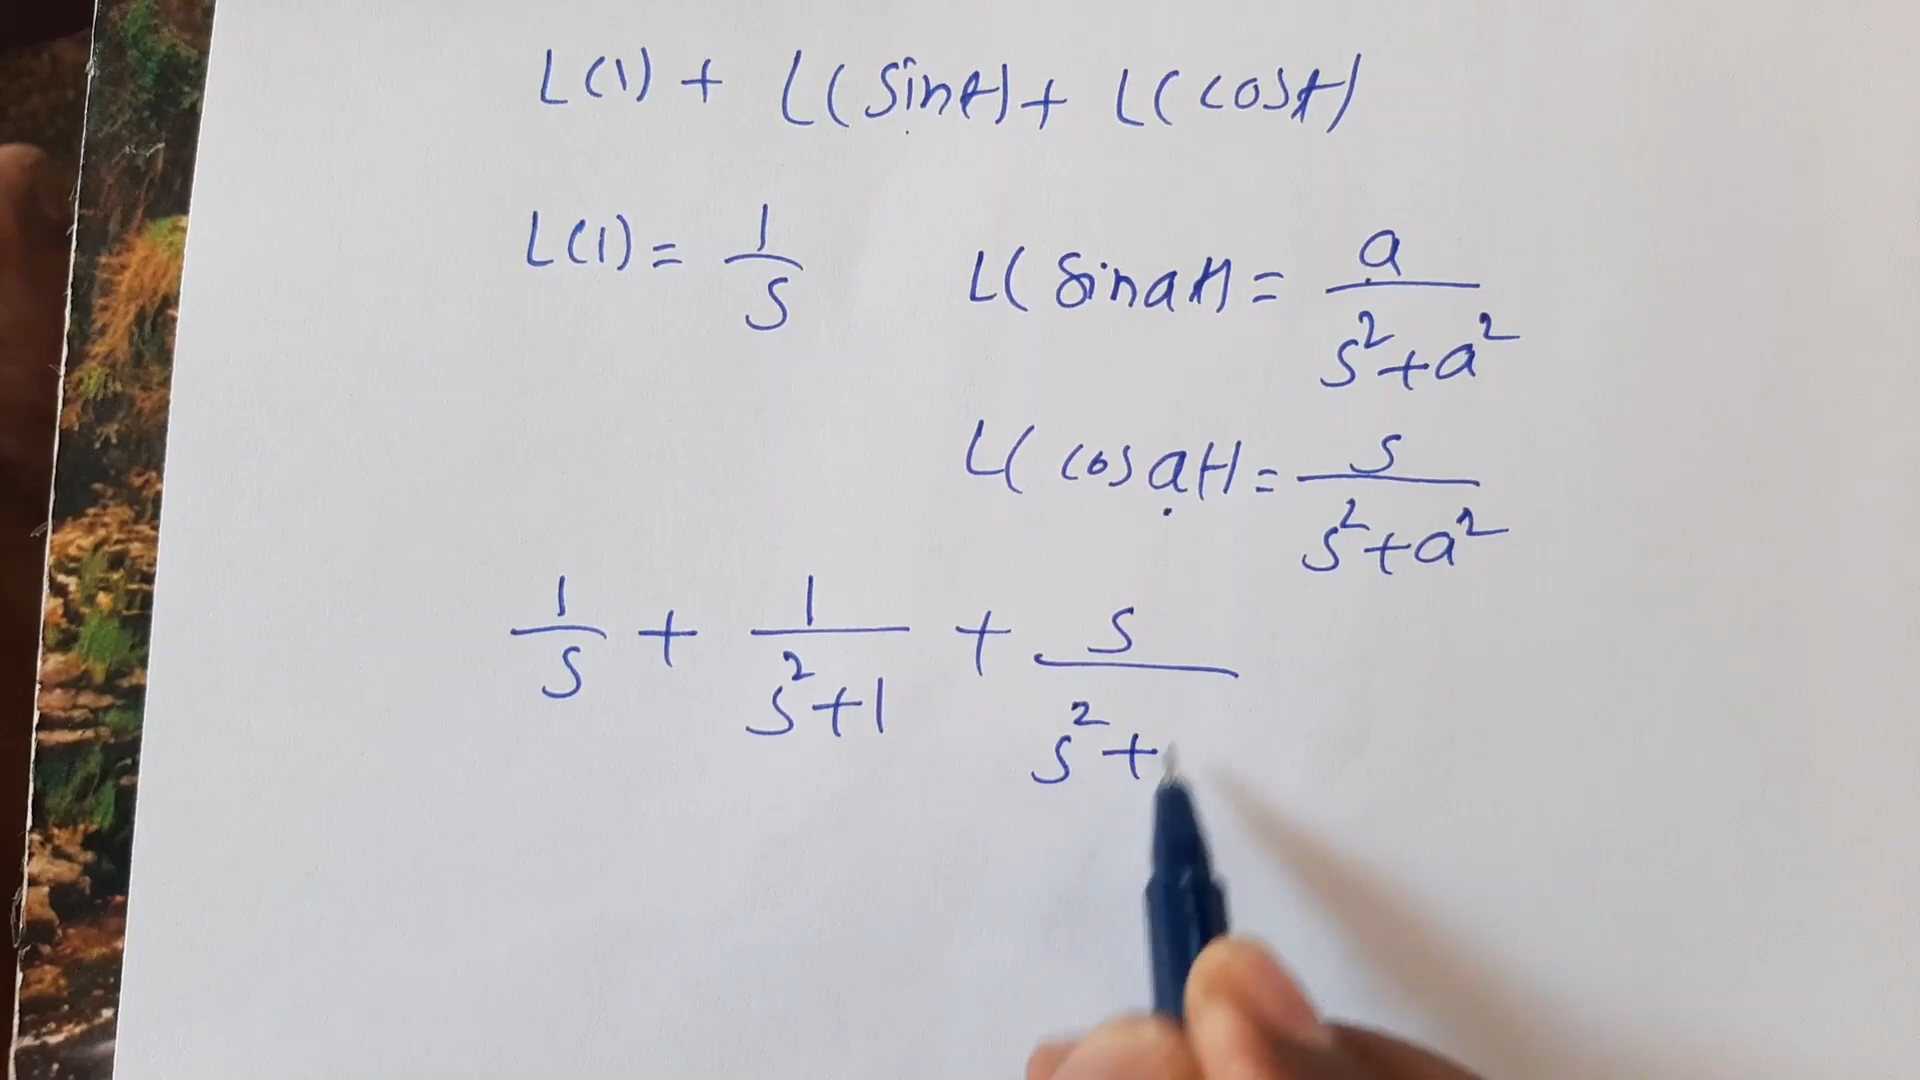 L(1) + L(sint) + L(cost)
L(1) = 1/s
L(sinat) = a/s²+a²
L(cosat) = s/s²+a²
1/s + 1/s²+1 + s/s²+